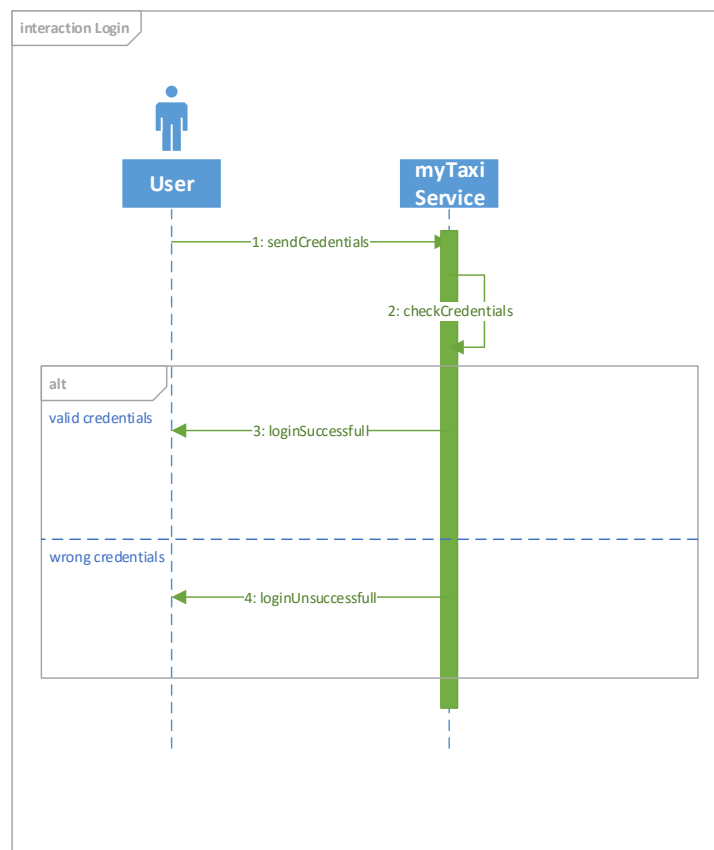 interaction Login
User
myTaxi
Service
1: sendCredentials
2: checkCredentials
alt
valid credentials
3: loginSuccessfull
wrong credentials
4: loginUnsuccessfull